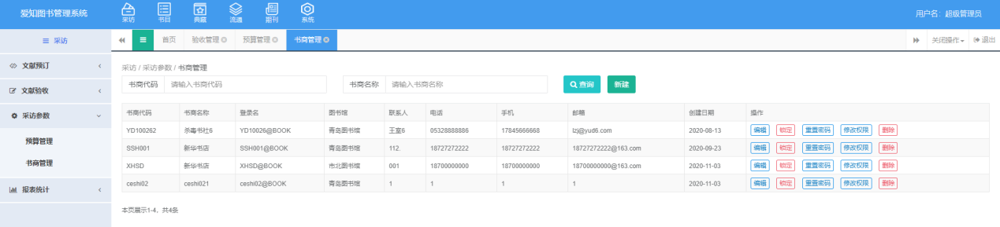 爱知图书管理系统
采访 书目 典藏 流通 期刊 系统
用户名：超级管理员
采访
首页 验收管理 预算管理 书商管理 关闭操作 退出
文献预订
文献验收
采访参数
预算管理
书商管理
报表统计
采访 / 采访参数 / 书商管理
书商代码 请输入书商代码 书商名称 请输入书商名称 查询 新建
书商代码 书商名称 登录名 图书馆 联系人 电话 手机 邮箱 创建日期 操作
YD100262 杀毒书社6 YD10026@BOOK 青岛图书馆 王室6 05328888886 17845666668 lzj@yud6.com 2020-08-13 编辑 锁定 重置密码 修改权限 删除
SSH001 新华书店 SSH001@BOOK 青岛图书馆 112. 18727272222 18727272222 18727272222@163.com 2020-09-23 编辑 锁定 重置密码 修改权限 删除
XHSD 新华书店 XHSD@BOOK 市北图书馆 001 18700000000 18700000000 18700000000@163.com 2020-11-03 编辑 锁定 重置密码 修改权限 删除
ceshi02 ceshi021 ceshi02@BOOK 青岛图书馆 1 1 1 1 2020-11-03 编辑 锁定 重置密码 修改权限 删除
本页展示1-4，共4条